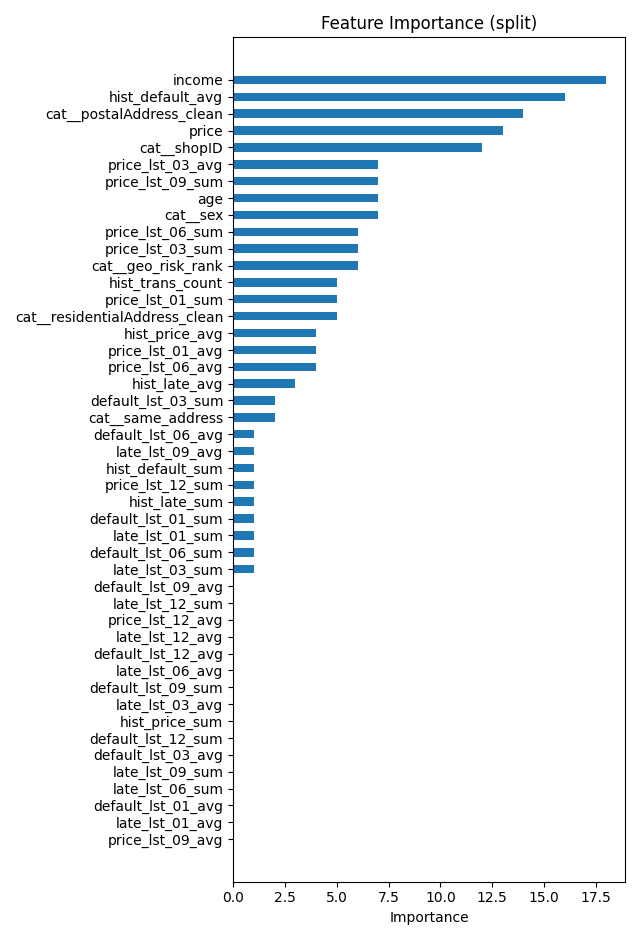 Feature Importance (split)
income
hist_default_avg
cat__postalAddress_clean
price
cat__shopID
price_lst_03_avg
price_lst_09_sum
age
cat__sex
price_lst_06_sum
price_lst_03_sum
cat__geo_risk_rank
hist_trans_count
price_lst_01_sum
cat__residentialAddress_clean
hist_price_avg
price_lst_01_avg
price_lst_06_avg
hist_late_avg
default_lst_03_sum
cat__same_address
default_lst_06_avg
late_lst_09_avg
hist_default_sum
price_lst_12_sum
hist_late_sum
default_lst_01_sum
late_lst_01_sum
default_lst_06_sum
late_lst_03_sum
default_lst_09_avg
late_lst_12_sum
price_lst_12_avg
late_lst_12_avg
default_lst_12_avg
late_lst_06_avg
default_lst_09_sum
late_lst_03_avg
hist_price_sum
default_lst_12_sum
default_lst_03_avg
late_lst_09_sum
late_lst_06_sum
default_lst_01_avg
late_lst_01_avg
price_lst_09_avg
0.0 2.5 5.0 7.5 10.0 12.5 15.0 17.5
Importance